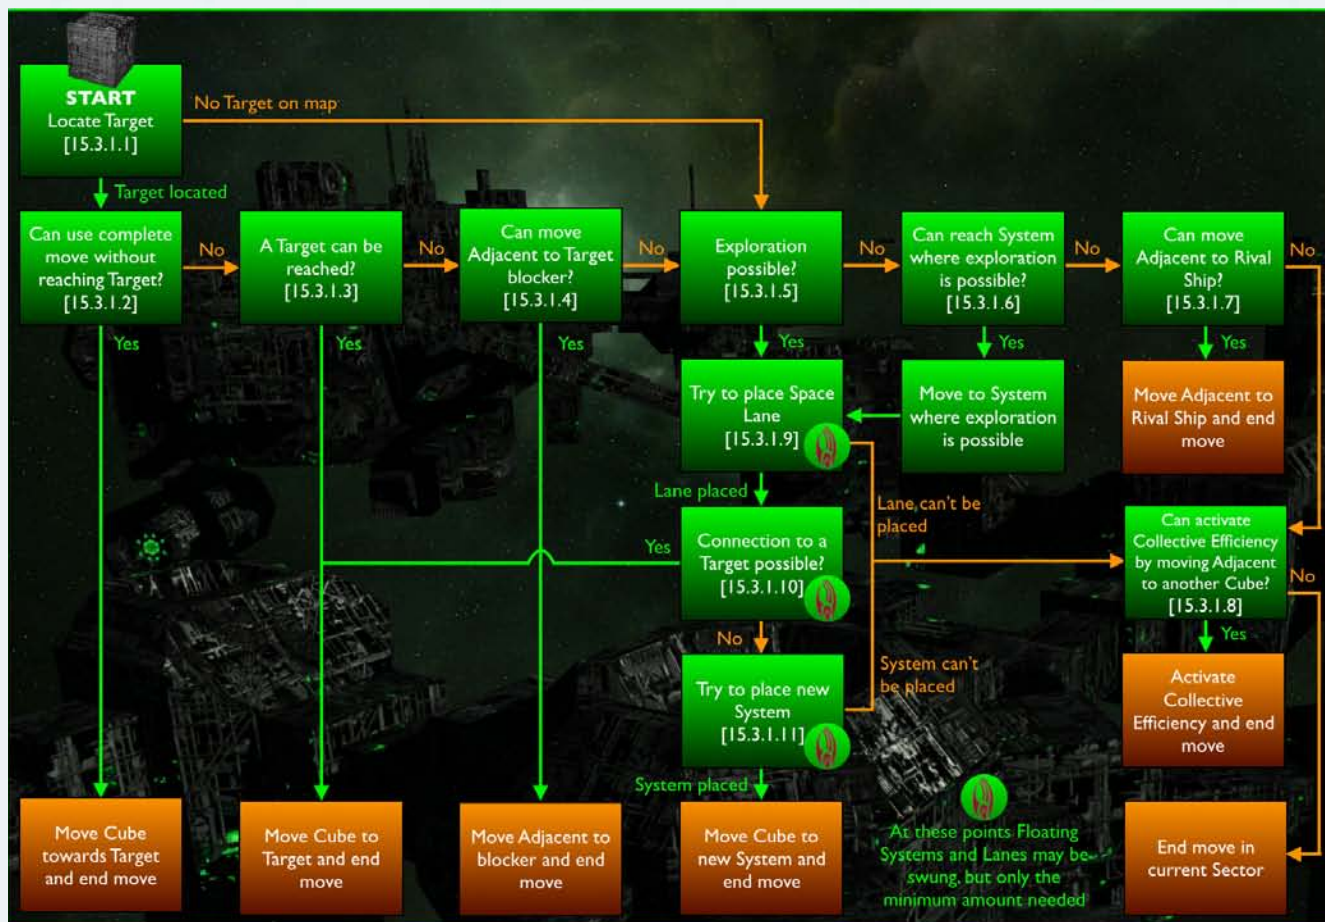 START
Locate Target
[15.3.1.1]
No Target on map
Target located
Can use complete
move without
reaching Target?
[15.3.1.2]
No
A Target can be
reached?
[15.3.1.3]
No
Can move
Adjacent to Target
blocker?
[15.3.1.4]
No
Exploration
possible?
[15.3.1.5]
No
Can reach System
where exploration
is possible?
[15.3.1.6]
No
Can move
Adjacent to Rival
Ship?
[15.3.1.7]
No
Yes
Yes
Yes
Yes
Yes
Yes
Try to place Space
Lane
[15.3.1.9]
Move to System
where exploration
is possible
Move Adjacent to
Rival Ship and end
move
Lane placed
Lane can't be
placed
Yes
Connection to a
Target possible?
[15.3.1.10]
Can activate
Collective Efficiency
by moving Adjacent
to another Cube?
[15.3.1.8]
No
No
Yes
System can't
be placed
Try to place new
System
[15.3.1.11]
Activate
Collective
Efficiency and end
move
System placed
Move Cube
towards Target
and end move
Move Cube to
Target and end
move
Move Adjacent to
blocker and end
move
Move Cube to
new System and
end move
At these points Floating
Systems and Lanes may be
swung, but only the
minimum amount needed
End move in
current Sector